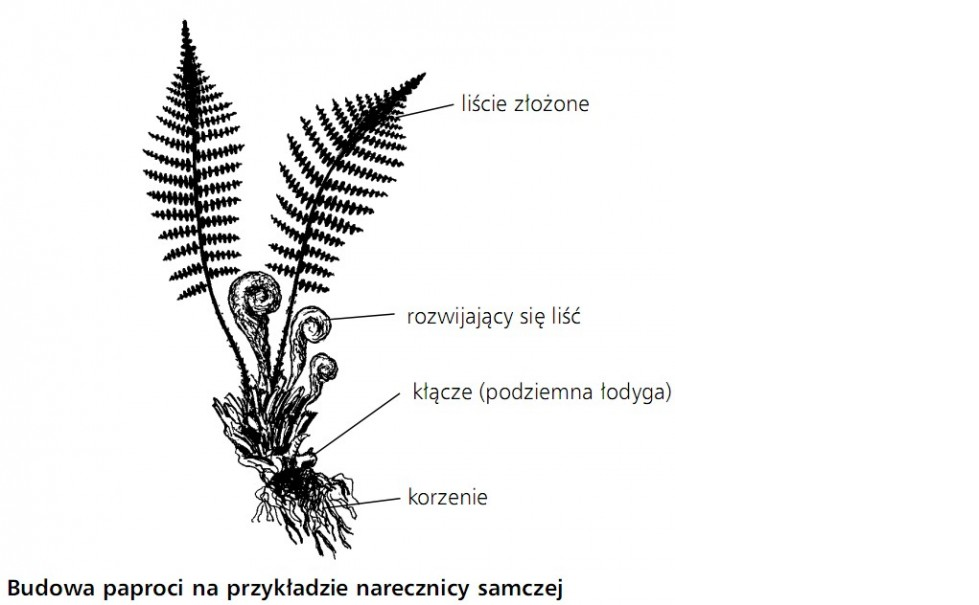 liście złożone
rozwijający się liść
kłącze (podziemna łodyga)
korzenie
Budowa paproci na przykładzie narecznicy samczej